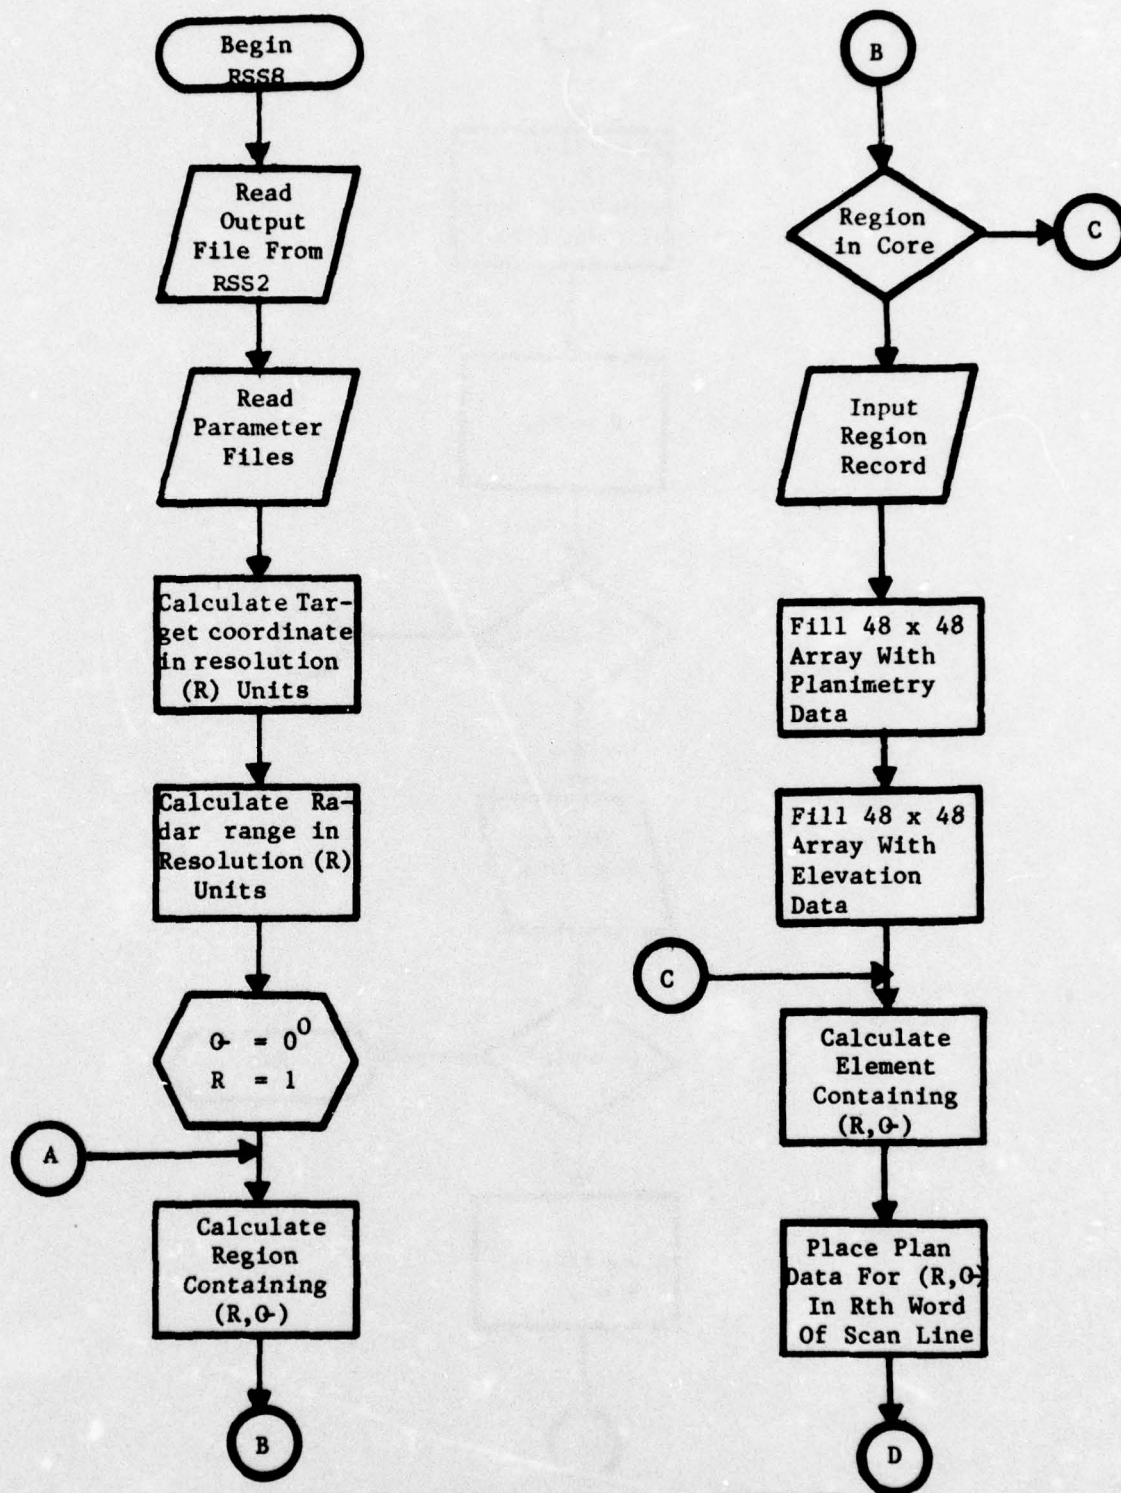 Begin
RSS8
Read
Output
File From
RSS2
Read
Parameter
Files
Calculate Tar-
get coordinate
in resolution
(R) Units
Calculate Ra-
dar range in
Resolution (R)
Units
O- = 0⁰
R = 1
A
Calculate
Region
Containing
(R,O-)
B
B
Region
in Core
C
Input
Region
Record
Fill 48 x 48
Array With
Planimetry
Data
Fill 48 x 48
Array With
Elevation
Data
C
Calculate
Element
Containing
(R,O-)
Place Plan
Data For (R,O-)
In Rth Word
Of Scan Line
D